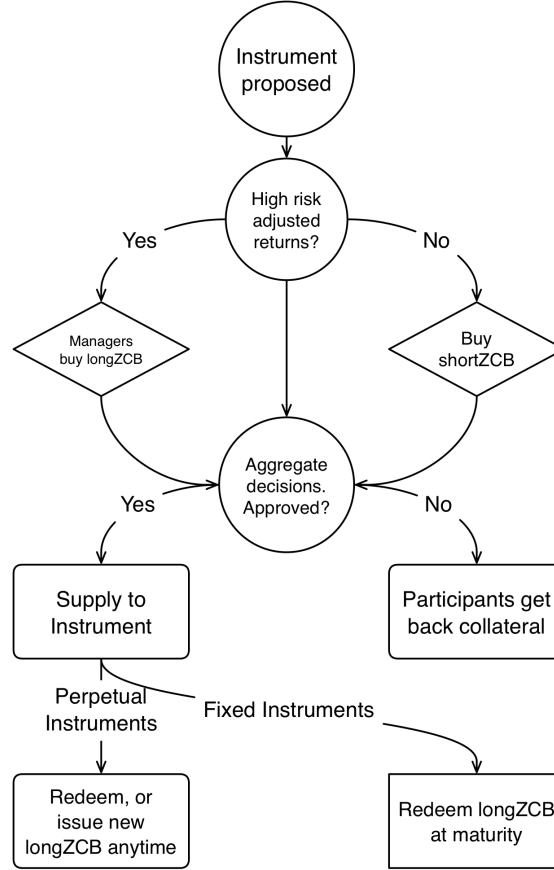 Instrument
proposed
High risk
adjusted
returns?
Yes
No
Managers
buy longZCB
Buy
shortZCB
Aggregate
decisions.
Approved?
Yes
No
Supply to
Instrument
Participants get
back collateral
Perpetual
Instruments
Fixed Instruments
Redeem, or
issue new
longZCB anytime
Redeem longZCB
at maturity